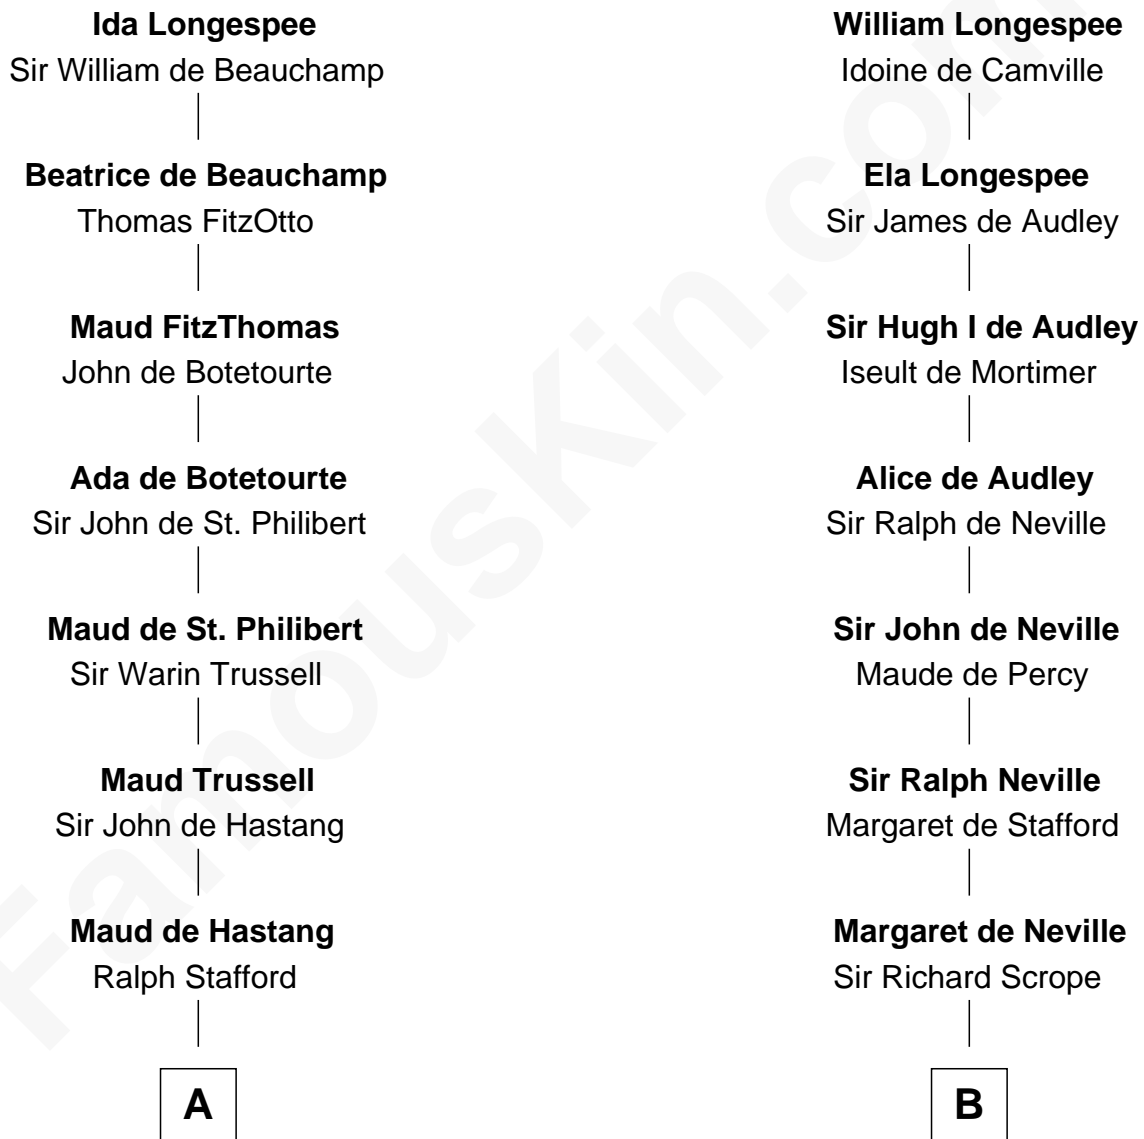 Ida Longespee
Sir William de Beauchamp
Beatrice de Beauchamp
Thomas FitzOtto
Maud FitzThomas
John de Botetourte
Ada de Botetourte
Sir John de St. Philibert
Maud de St. Philibert
Sir Warin Trussell
Maud Trussell
Sir John de Hastang
Maud de Hastang
Ralph Stafford
A
William Longespee
Idoine de Camville
Ela Longespee
Sir James de Audley
Sir Hugh I de Audley
Iseult de Mortimer
Alice de Audley
Sir Ralph de Neville
Sir John de Neville
Maude de Percy
Sir Ralph Neville
Margaret de Stafford
Margaret de Neville
Sir Richard Scrope
B
FamousKin.com